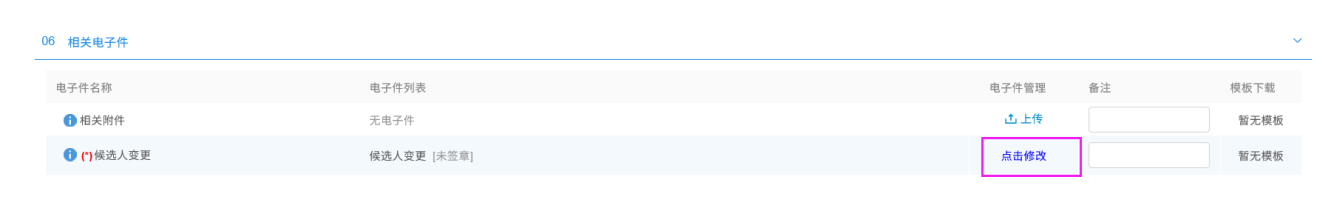 06 相关电子件
电子件名称 电子件列表 电子件管理 备注 模板下载
相关附件 无电子件 上传 暂无模板
(*)候选人变更 候选人变更 [未签章] 点击修改 暂无模板